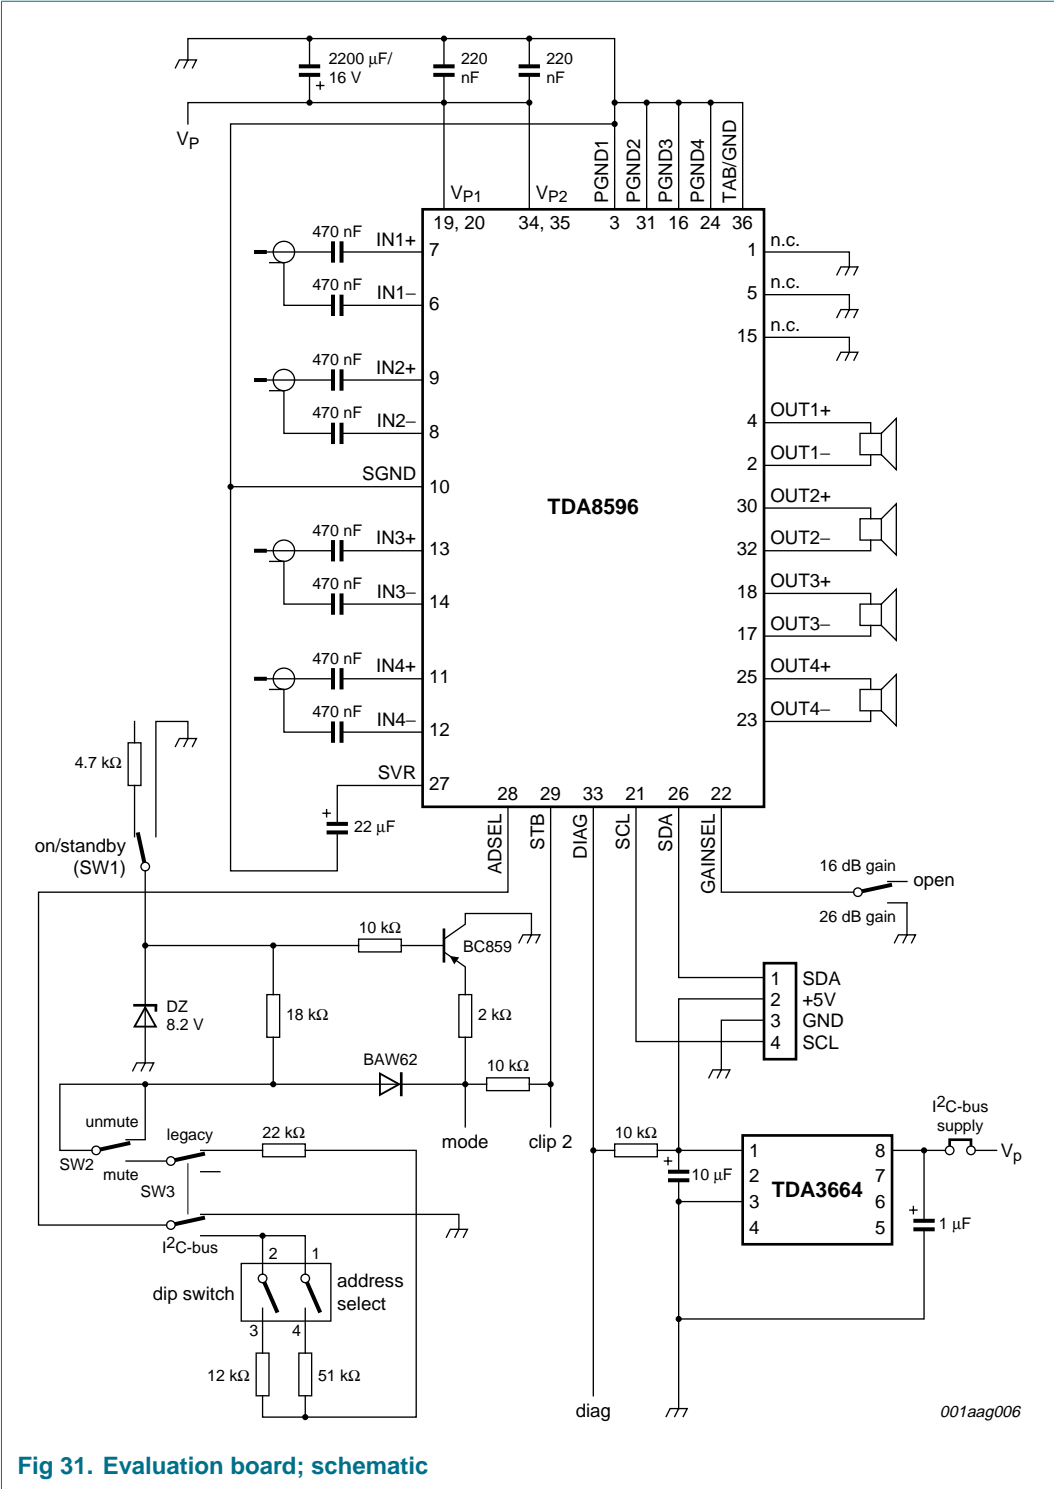 2200 μF/
16 V
+
220
nF
220
nF
VP
VP1
VP2
PGND1
PGND2
PGND3
PGND4
TAB/GND
19, 20
34, 35
3
31
16
24
36
470 nF
IN1+
7
470 nF
IN1−
6
470 nF
IN2+
9
470 nF
IN2−
8
SGND
10
470 nF
IN3+
13
470 nF
IN3−
14
470 nF
IN4+
11
470 nF
IN4−
12
SVR
27
TDA8596
1
n.c.
5
n.c.
15
n.c.
4
OUT1+
2
OUT1−
30
OUT2+
32
OUT2−
18
OUT3+
17
OUT3−
25
OUT4+
23
OUT4−
28
29
33
21
26
22
ADSEL
STB
DIAG
SCL
SDA
GAINSEL
+
22 μF
4.7 kΩ
on/standby
(SW1)
16 dB gain
open
26 dB gain
10 kΩ
BC859
DZ
8.2 V
18 kΩ
2 kΩ
BAW62
10 kΩ
1
SDA
2
+5V
3
GND
4
SCL
unmute
SW2
mute
legacy
SW3
22 kΩ
mode
clip 2
I2C-bus
10 kΩ
+
10 μF
1
2
3
4
TDA3664
8
7
6
5
I2C-bus
supply
Vp
+
1 μF
2
1
dip switch
address
select
3
4
12 kΩ
51 kΩ
diag
001aag006
Fig 31. Evaluation board; schematic